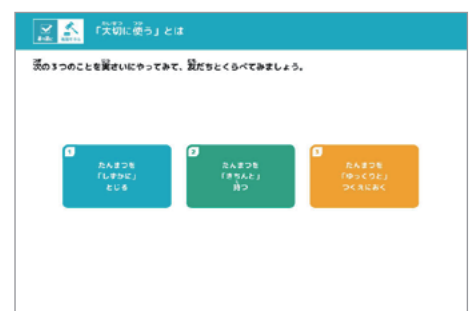 「大切に使う」とは
次の3つのことを実さいにやってみて、友だちとくらべてみましょう。
1
たんまつを
「しずかに」
とじる
2
たんまつを
「きちんと」
持つ
たんまつを
「ゆっくりと」
つくえにおく